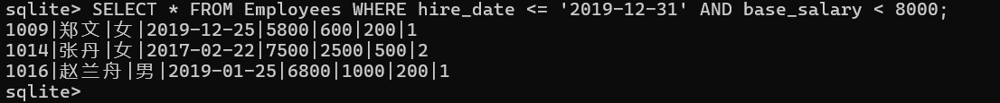 sqlite> SELECT * FROM Employees WHERE hire_date <= '2019-12-31' AND base_salary < 8000;
1009|郑文|女|2019-12-25|5800|600|200|1
1014|张丹|女|2017-02-22|7500|2500|500|2
1016|赵兰舟|男|2019-01-25|6800|1000|200|1
sqlite>